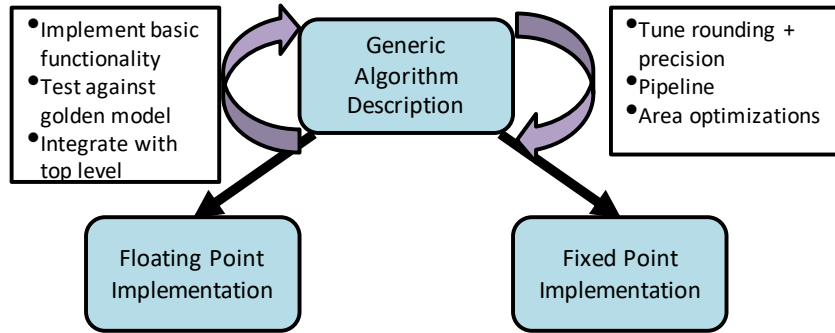 •Implement basic
functionality
•Test against
golden model
•Integrate with
top level
Generic
Algorithm
Description
•Tune rounding +
precision
•Pipeline
•Area optimizations
Floating Point
Implementation
Fixed Point
Implementation